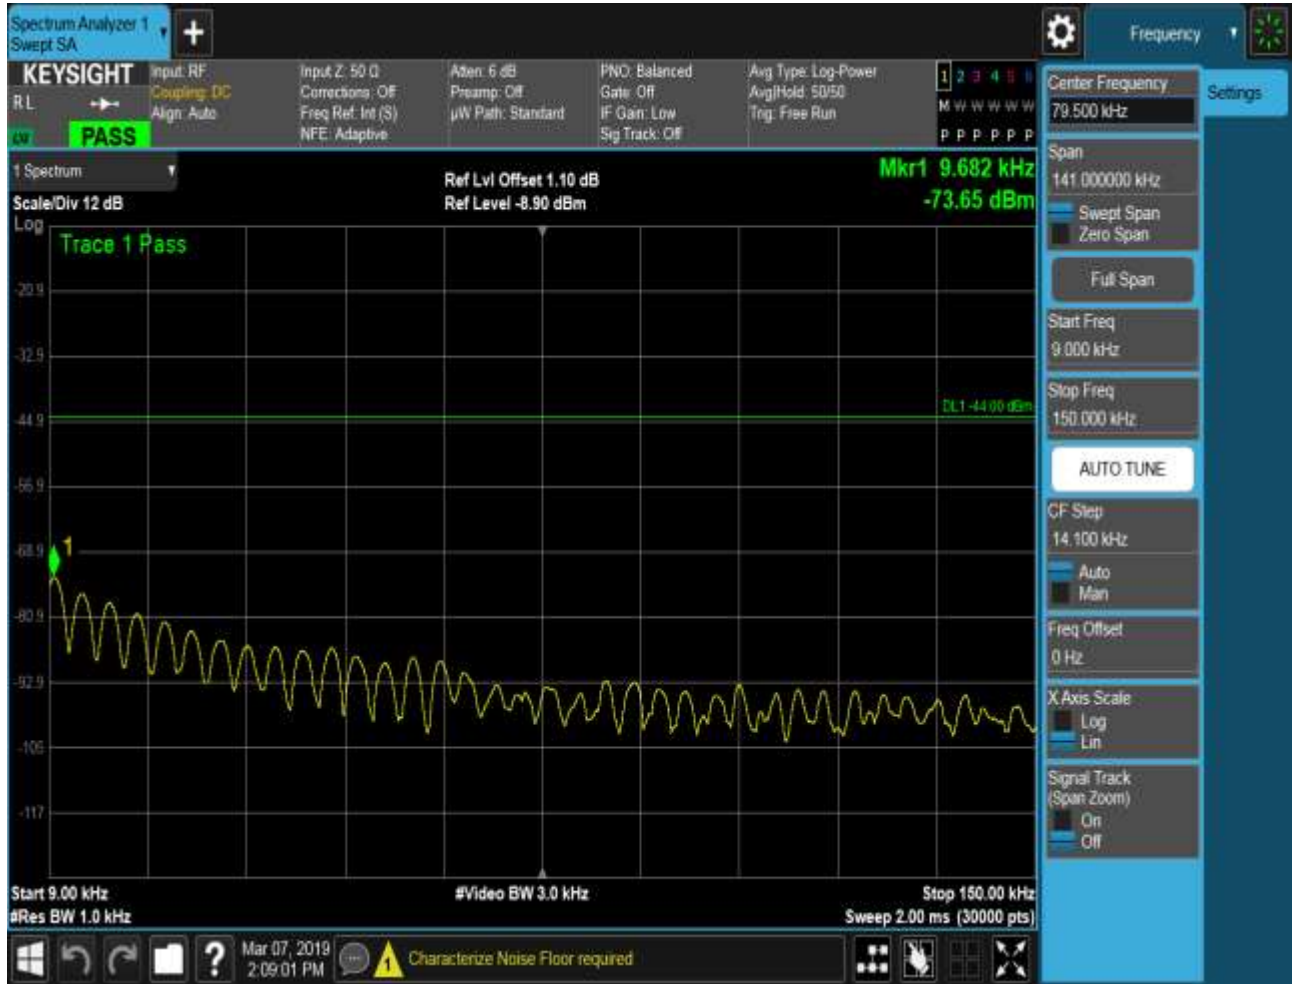 Spectrum Analyzer 1
Swept SA
+
Frequency
KEYSIGHT
R L
PASS
Input: RF
Coupling: DC
Align: Auto
Input Z: 50 Ω
Corrections: Off
Freq Ref: Int (S)
NFE: Adaptive
Atten: 6 dB
Preamp: Off
µW Path: Standard
PNO: Balanced
Gate: Off
IF Gain: Low
Sig Track: Off
Avg Type: Log-Power
Avg|Hold: 50/50
Trig: Free Run
1 2 3 4 5 6
M W W W W W
P P P P P P
Settings
1 Spectrum
Scale/Div 12 dB
Ref Lvl Offset 1.10 dB
Ref Level -8.90 dBm
Mkr1 9.682 kHz
-73.65 dBm
Log
Trace 1 Pass
-20.9
-32.9
-44.9
-56.9
-68.9
-80.9
-92.9
-105
-117
DL1 -44.00 dBm
1
Start 9.00 kHz
#Res BW 1.0 kHz
#Video BW 3.0 kHz
Stop 150.00 kHz
Sweep 2.00 ms (30000 pts)
Center Frequency
79.500 kHz
Span
141.000000 kHz
Swept Span
Zero Span
Full Span
Start Freq
9.000 kHz
Stop Freq
150.000 kHz
AUTO TUNE
CF Step
14.100 kHz
Auto
Man
Freq Offset
0 Hz
X Axis Scale
Log
Lin
Signal Track
(Span Zoom)
On
Off
?
Mar 07, 2019
2:09:01 PM
1
Characterize Noise Floor required